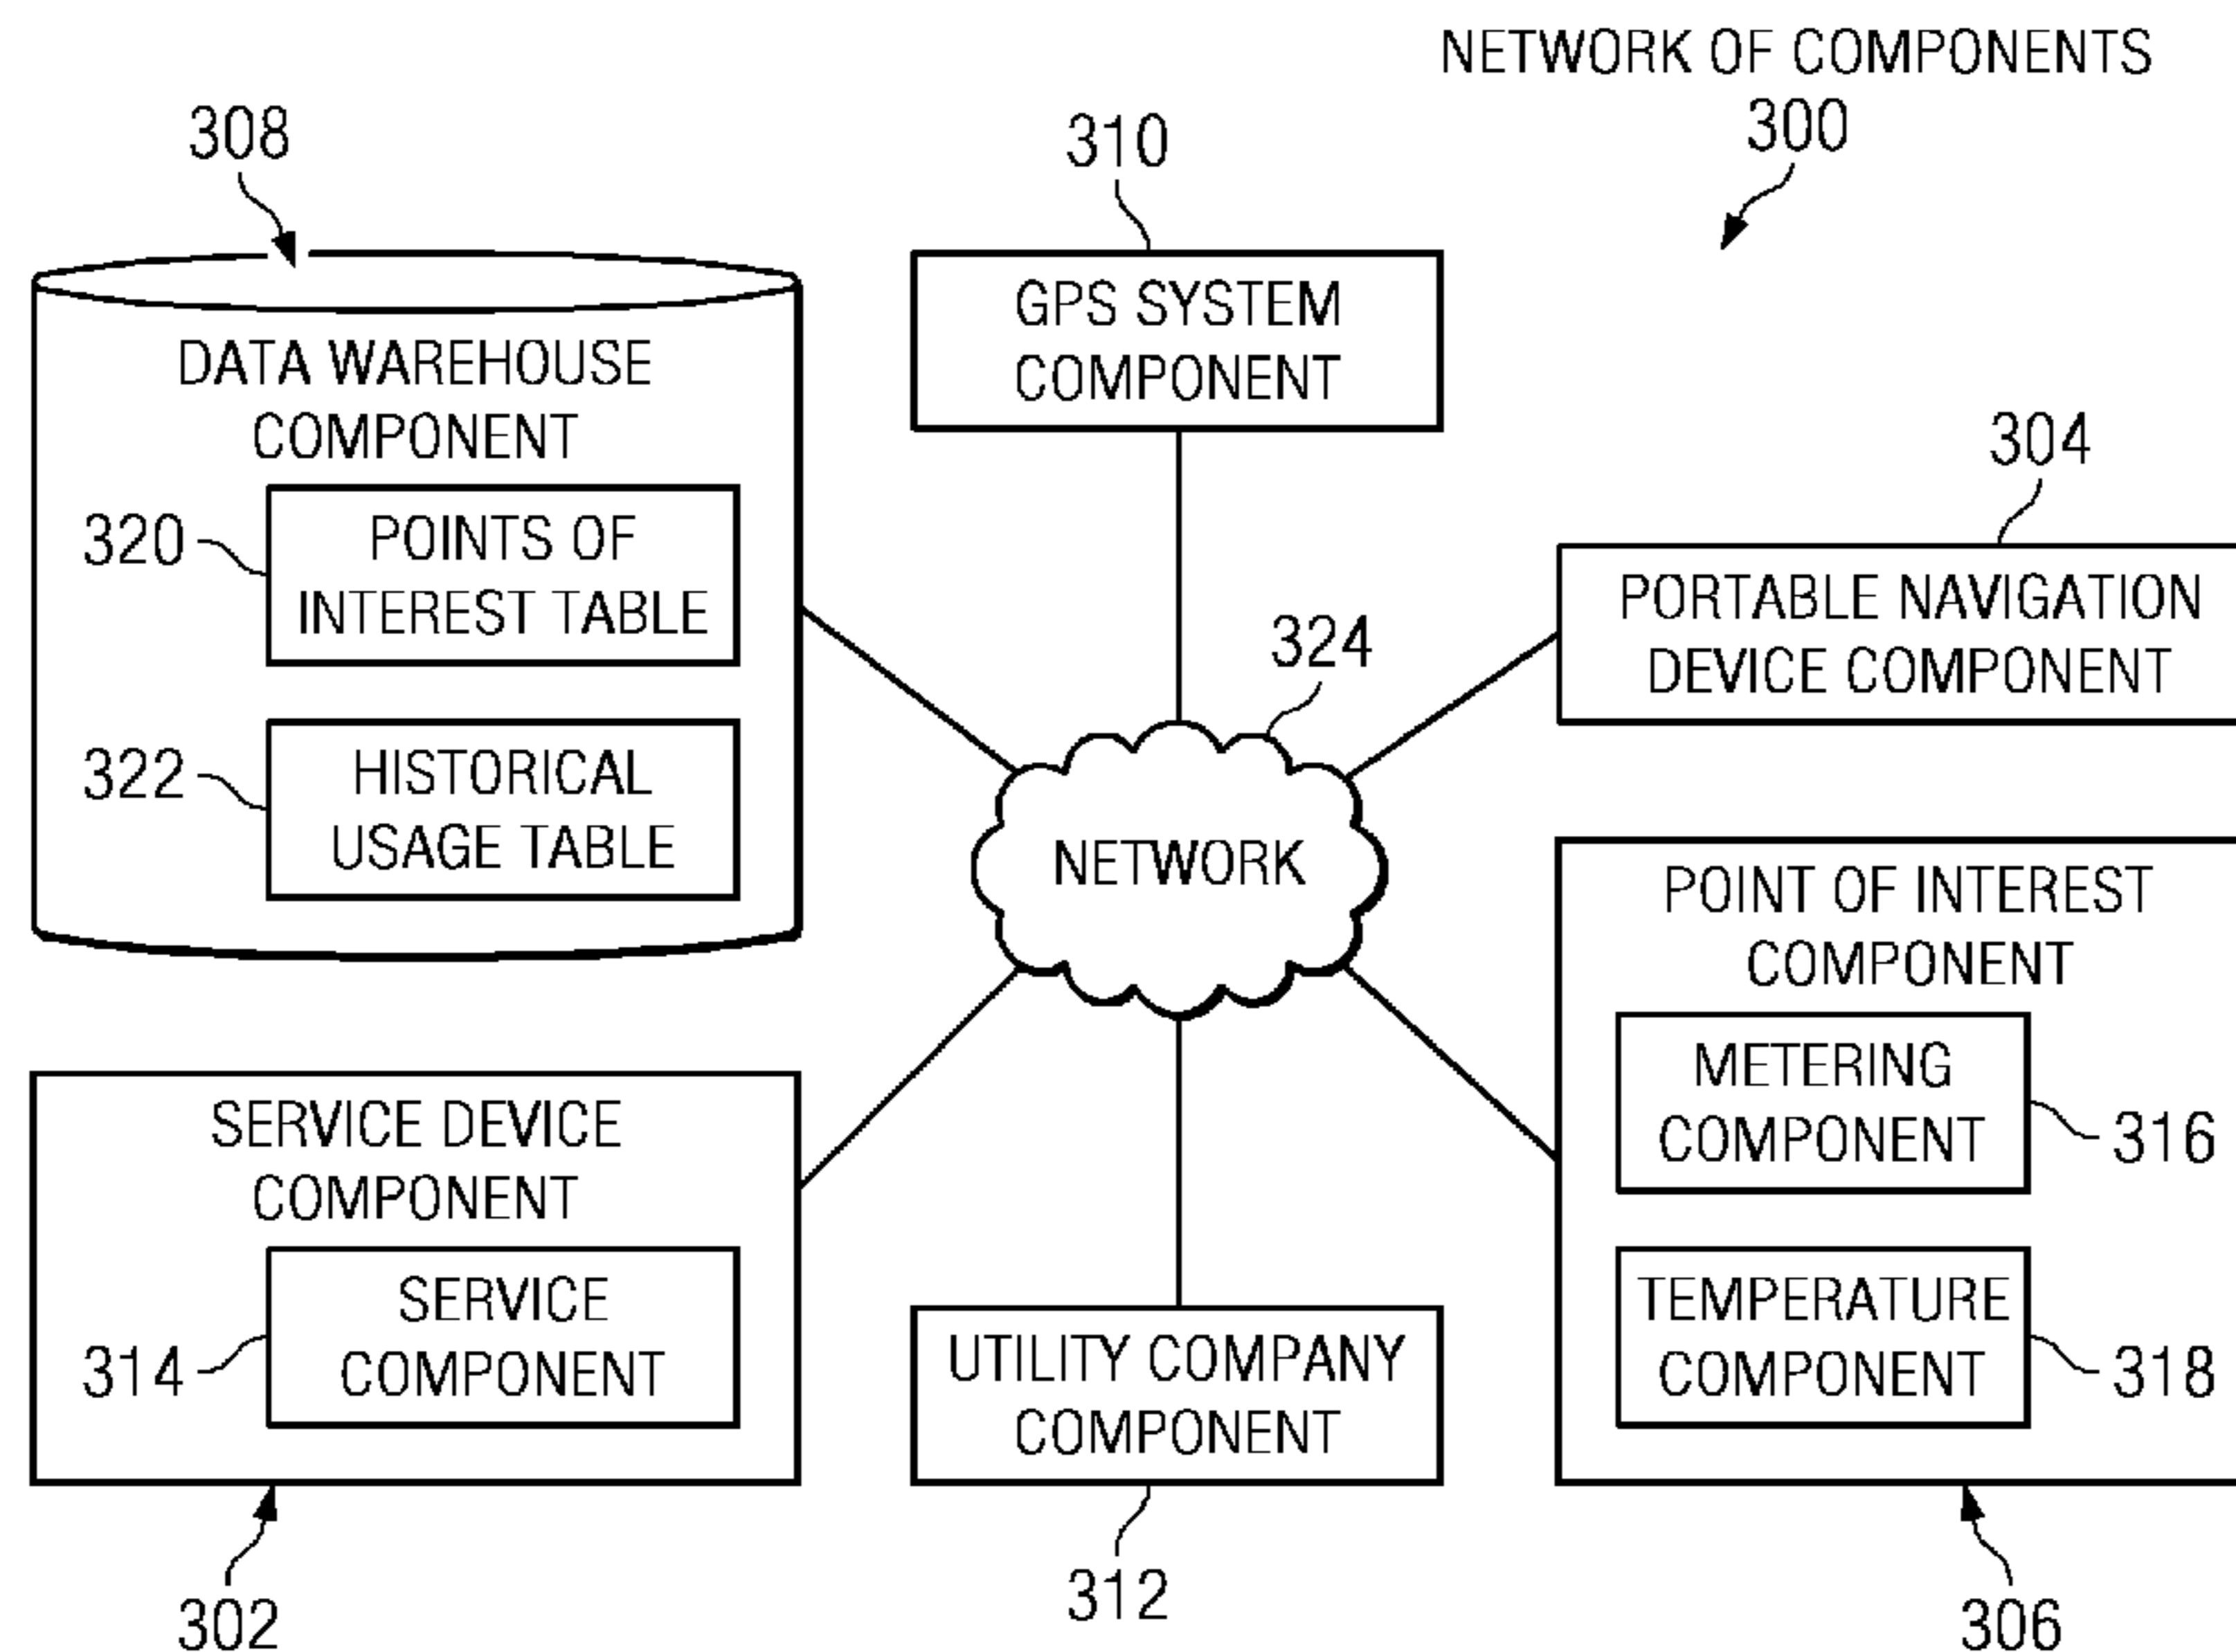 NETWORK OF COMPONENTS
300
308
310
DATA WAREHOUSE
COMPONENT
320
POINTS OF
INTEREST TABLE
322
HISTORICAL
USAGE TABLE
GPS SYSTEM
COMPONENT
304
PORTABLE NAVIGATION
DEVICE COMPONENT
324
NETWORK
POINT OF INTEREST
COMPONENT
METERING
COMPONENT
316
TEMPERATURE
COMPONENT
318
306
SERVICE DEVICE
COMPONENT
314
SERVICE
COMPONENT
302
UTILITY COMPANY
COMPONENT
312